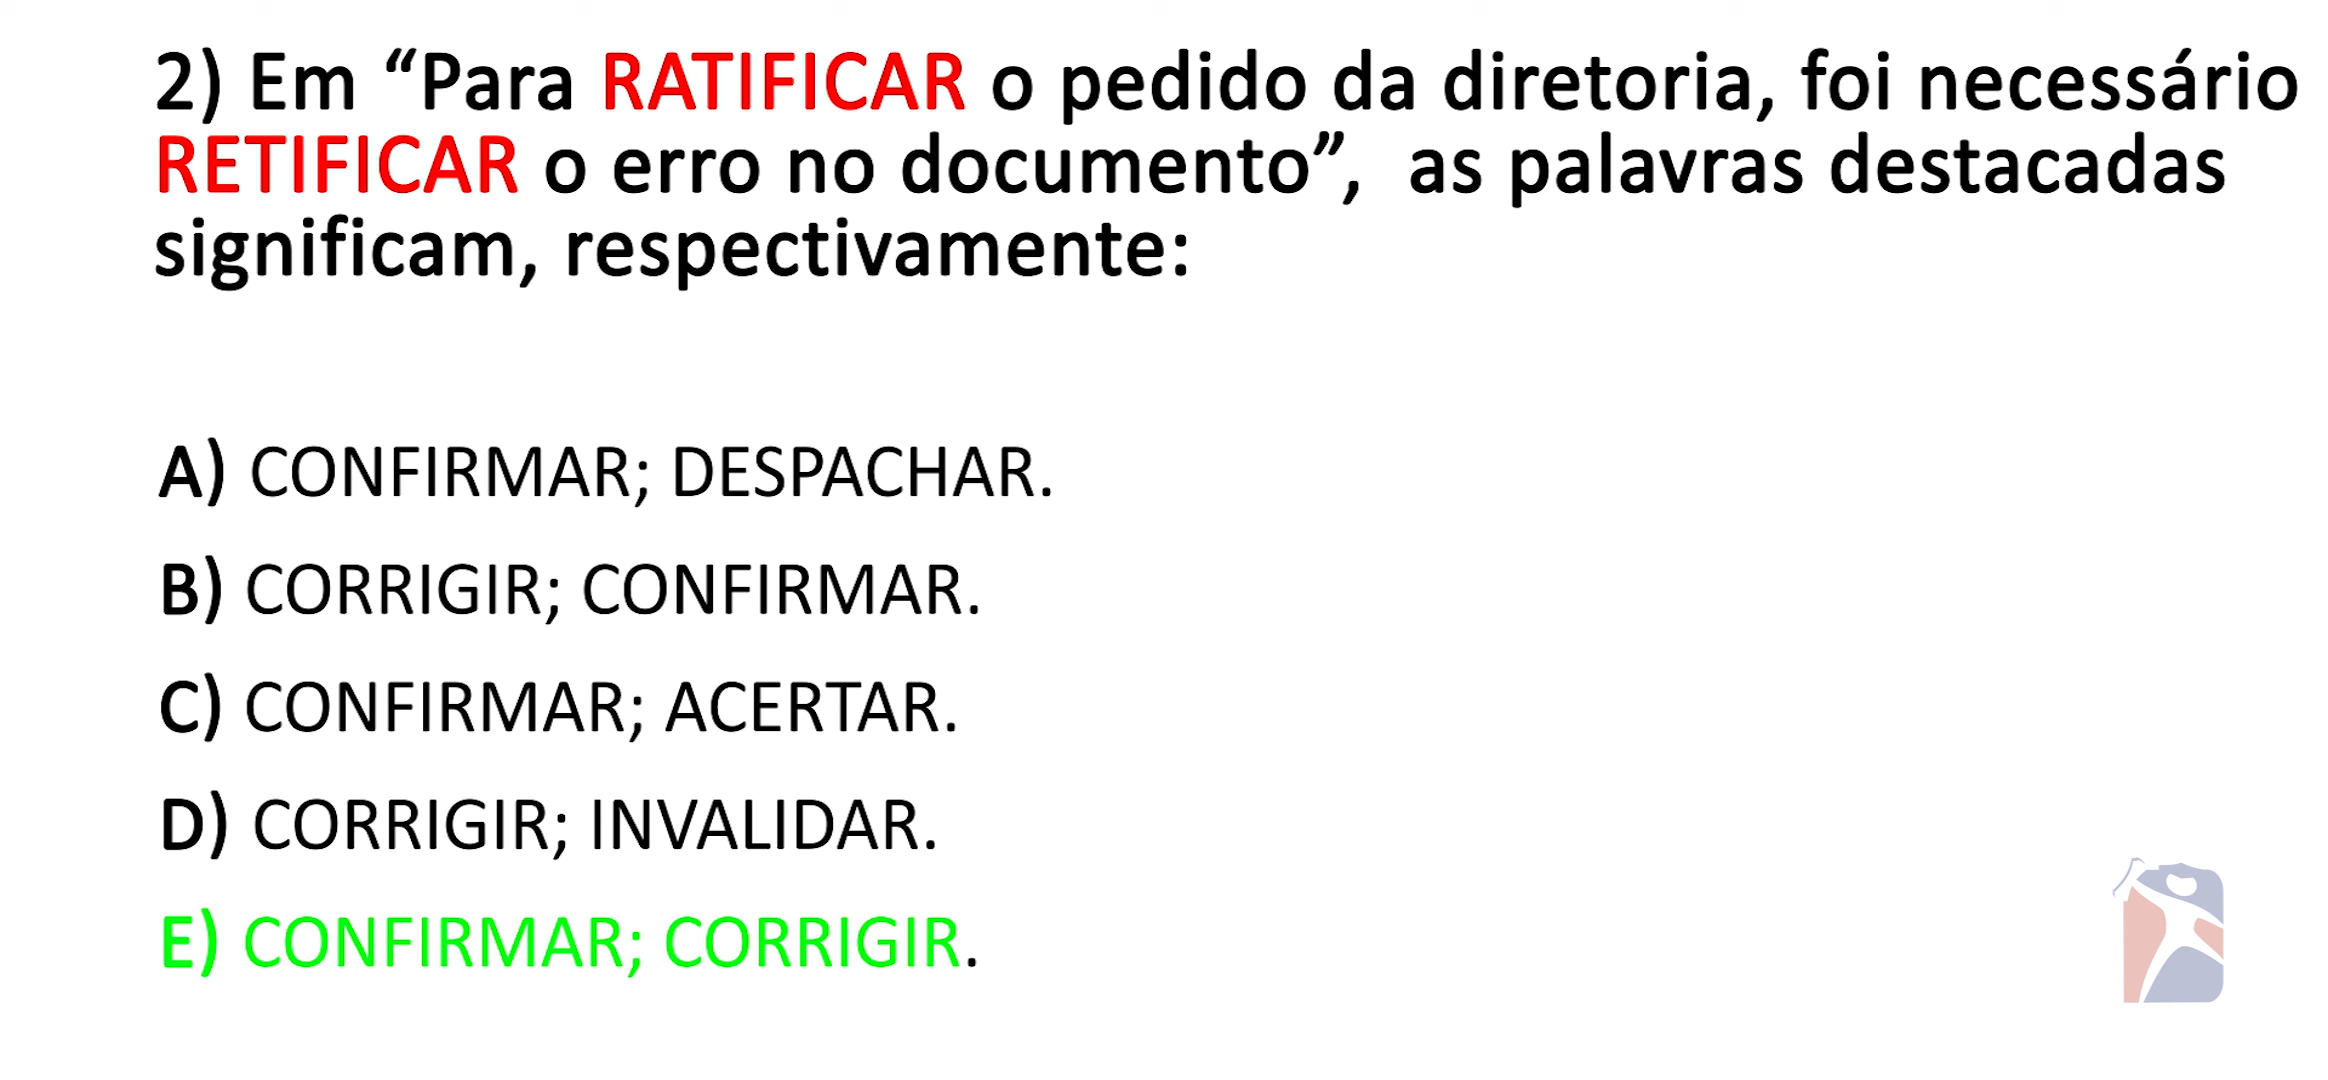 2) Em “Para RATIFICAR o pedido da diretoria, foi necessário
RETIFICAR o erro no documento”, as palavras destacadas
significam, respectivamente:
A) CONFIRMAR; DESPACHAR.
B) CORRIGIR; CONFIRMAR.
C) CONFIRMAR; ACERTAR.
D) CORRIGIR; INVALIDAR.
E) CONFIRMAR; CORRIGIR.